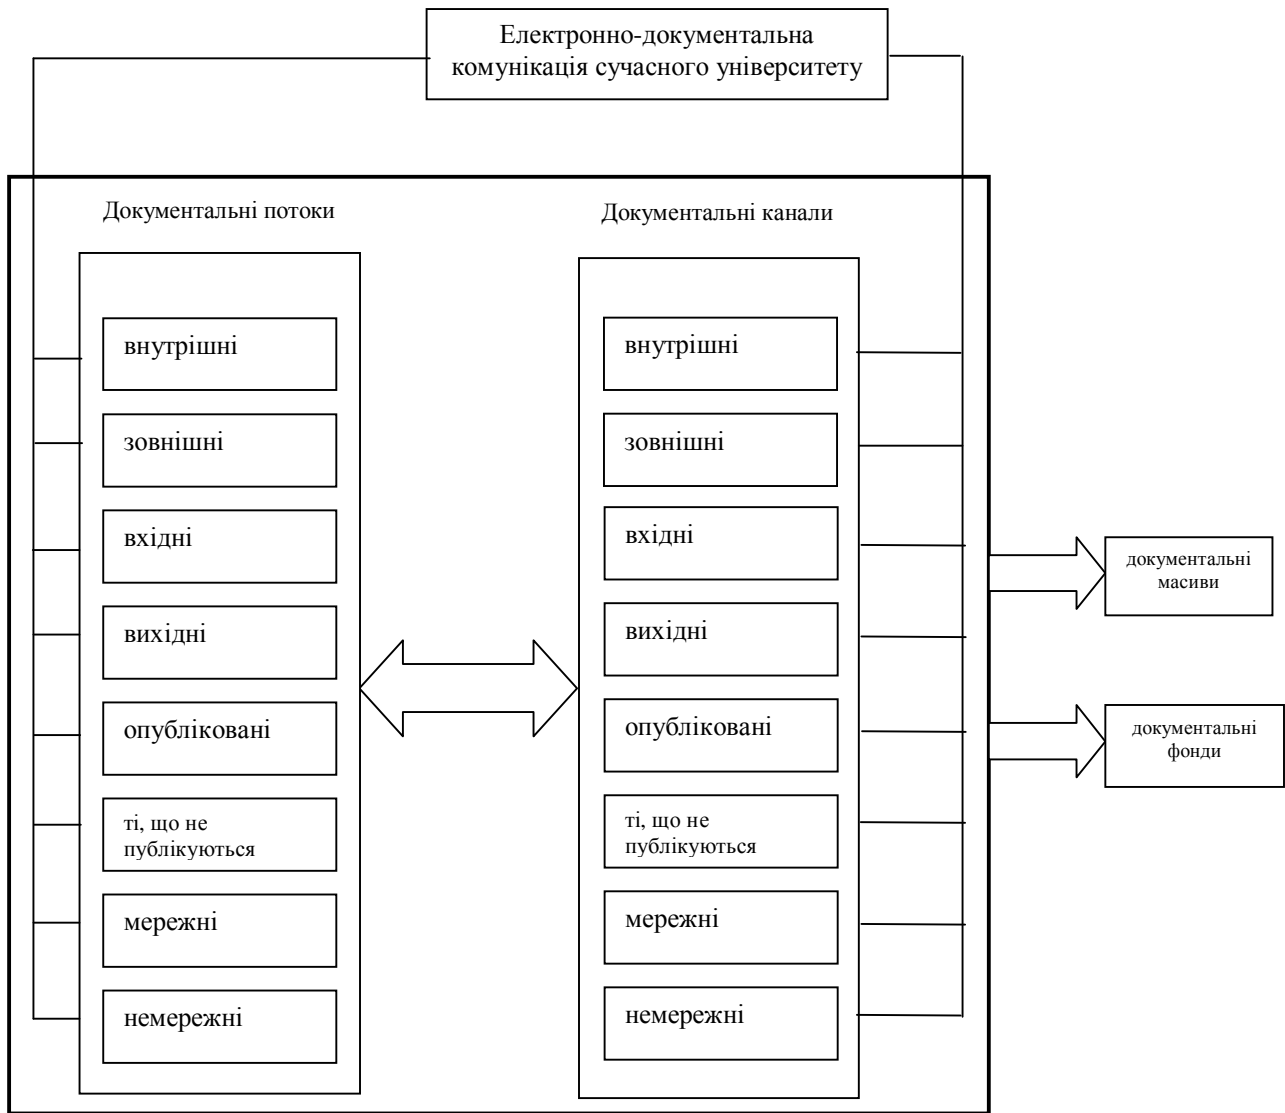 Електронно-документальна
комунікація сучасного університету
Документальні потоки
внутрішні
зовнішні
вхідні
вихідні
опубліковані
ті, що не
публікуються
мережні
немережні
Документальні канали
внутрішні
зовнішні
вхідні
вихідні
опубліковані
ті, що не
публікуються
мережні
немережні
документальні
масиви
документальні
фонди